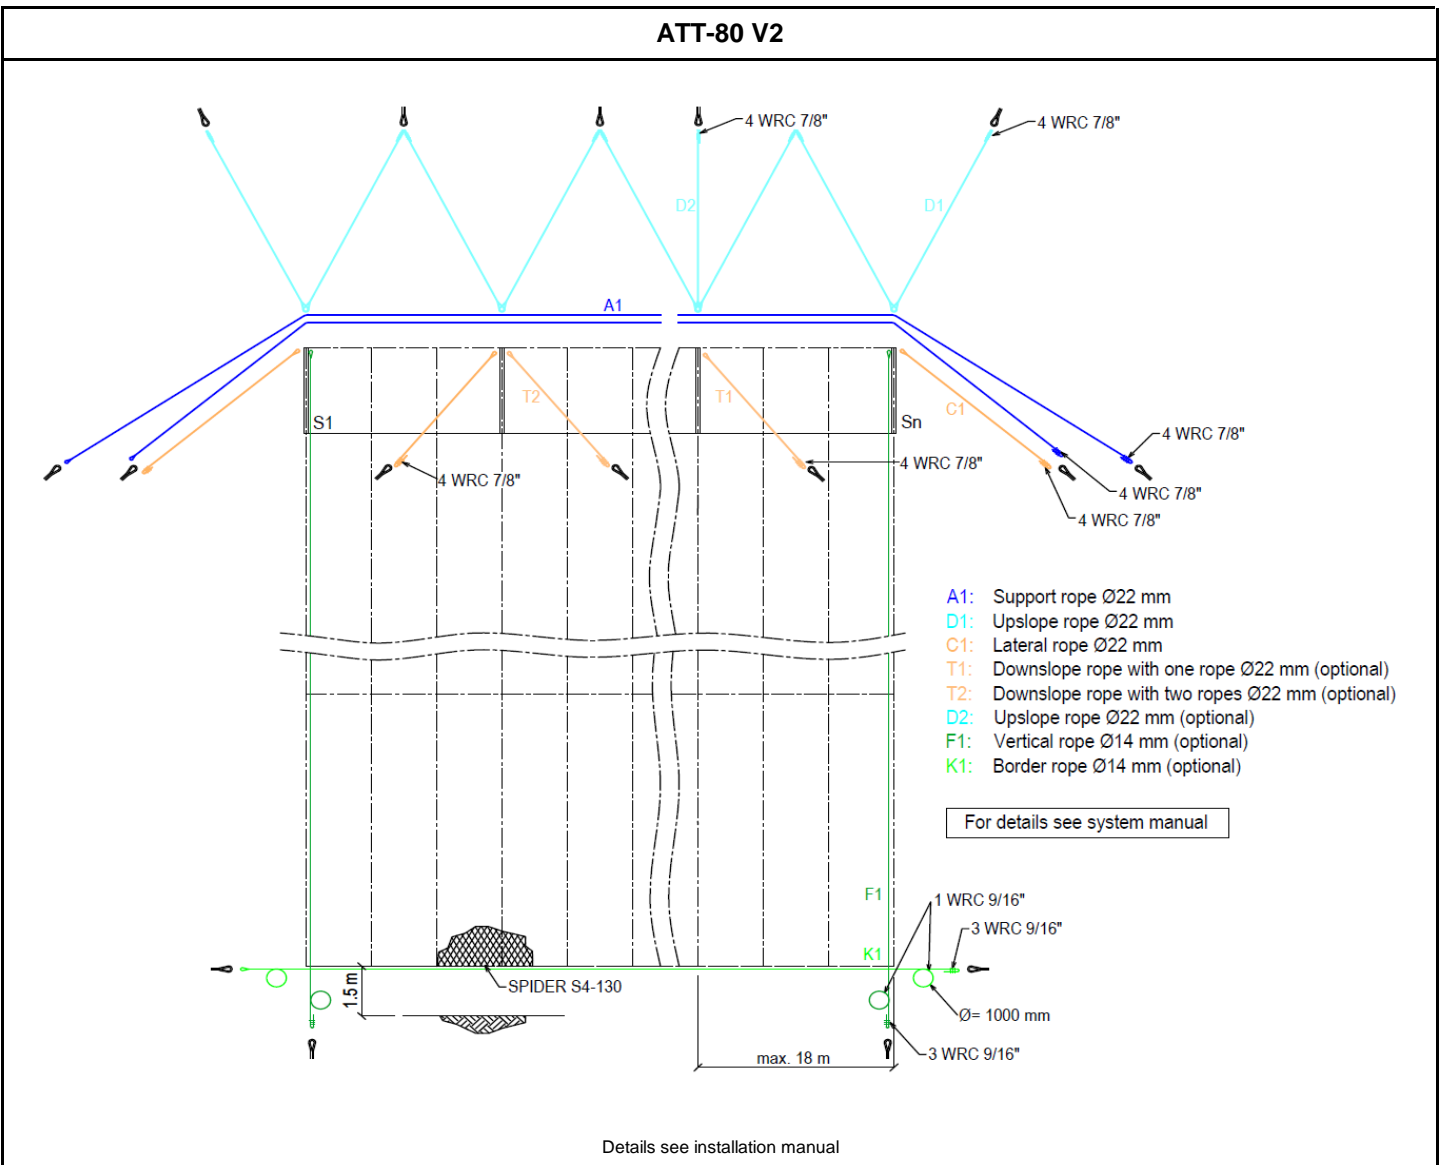 ATT-80 V2
4 WRC 7/8"
4 WRC 7/8"
D2
D1
A1
T2
T1
C1
S1
Sn
4 WRC 7/8"
4 WRC 7/8"
4 WRC 7/8"
4 WRC 7/8"
4 WRC 7/8"
A1: Support rope Ø22 mm
D1: Upslope rope Ø22 mm
C1: Lateral rope Ø22 mm
T1: Downslope rope with one rope Ø22 mm (optional)
T2: Downslope rope with two ropes Ø22 mm (optional)
D2: Upslope rope Ø22 mm (optional)
F1: Vertical rope Ø14 mm (optional)
K1: Border rope Ø14 mm (optional)
For details see system manual
F1
1 WRC 9/16"
3 WRC 9/16"
K1
SPIDER S4-130
1.5 m
Ø= 1000 mm
3 WRC 9/16"
max. 18 m
Details see installation manual